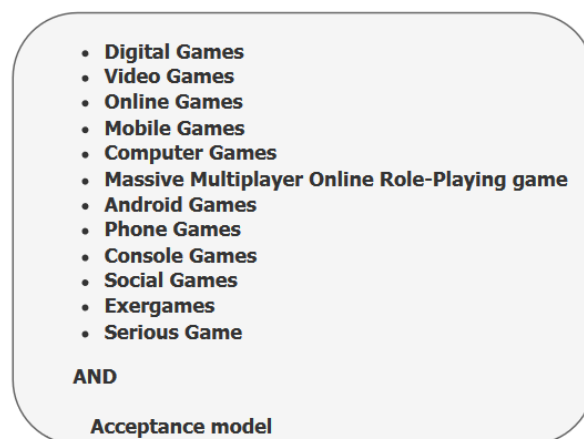 • Digital Games
• Video Games
• Online Games
• Mobile Games
• Computer Games
• Massive Multiplayer Online Role-Playing game
• Android Games
• Phone Games
• Console Games
• Social Games
• Exergames
• Serious Game
AND
Acceptance model